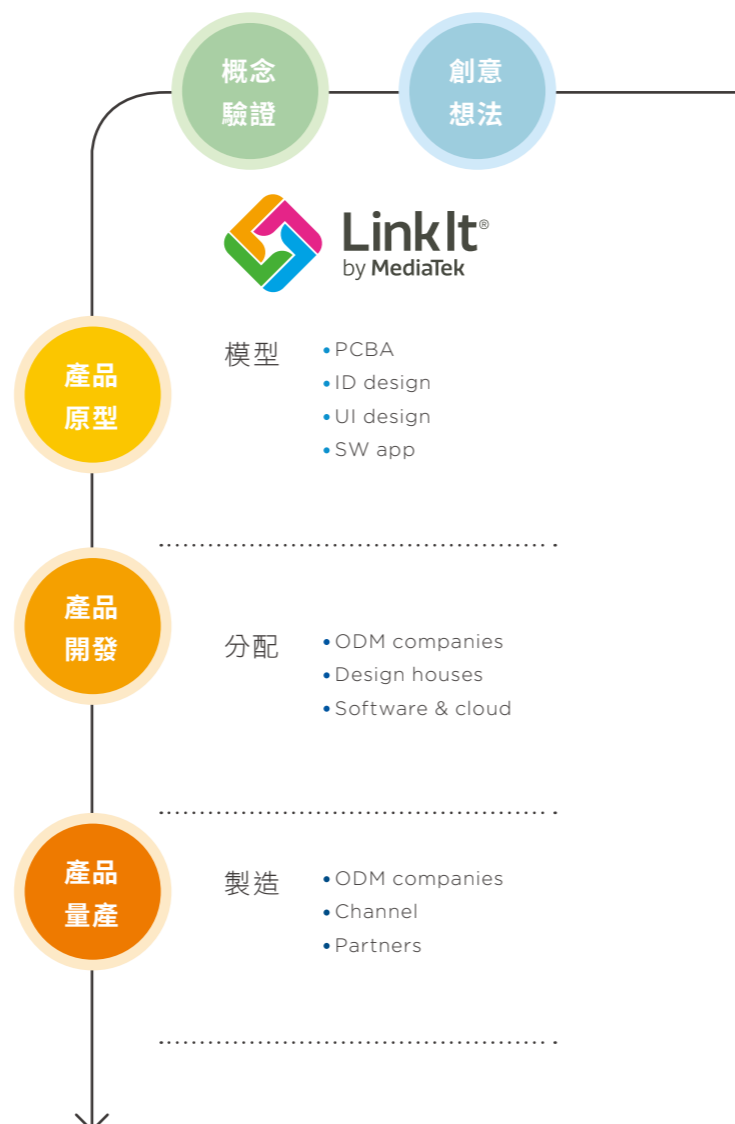 概念
驗證
創意
想法
LinkIt®
by MediaTek
產品
原型
模型
•PCBA
•ID design
•UI design
•SW app
產品
開發
分配
•ODM companies
•Design houses
•Software & cloud
產品
量產
製造
•ODM companies
•Channel
•Partners